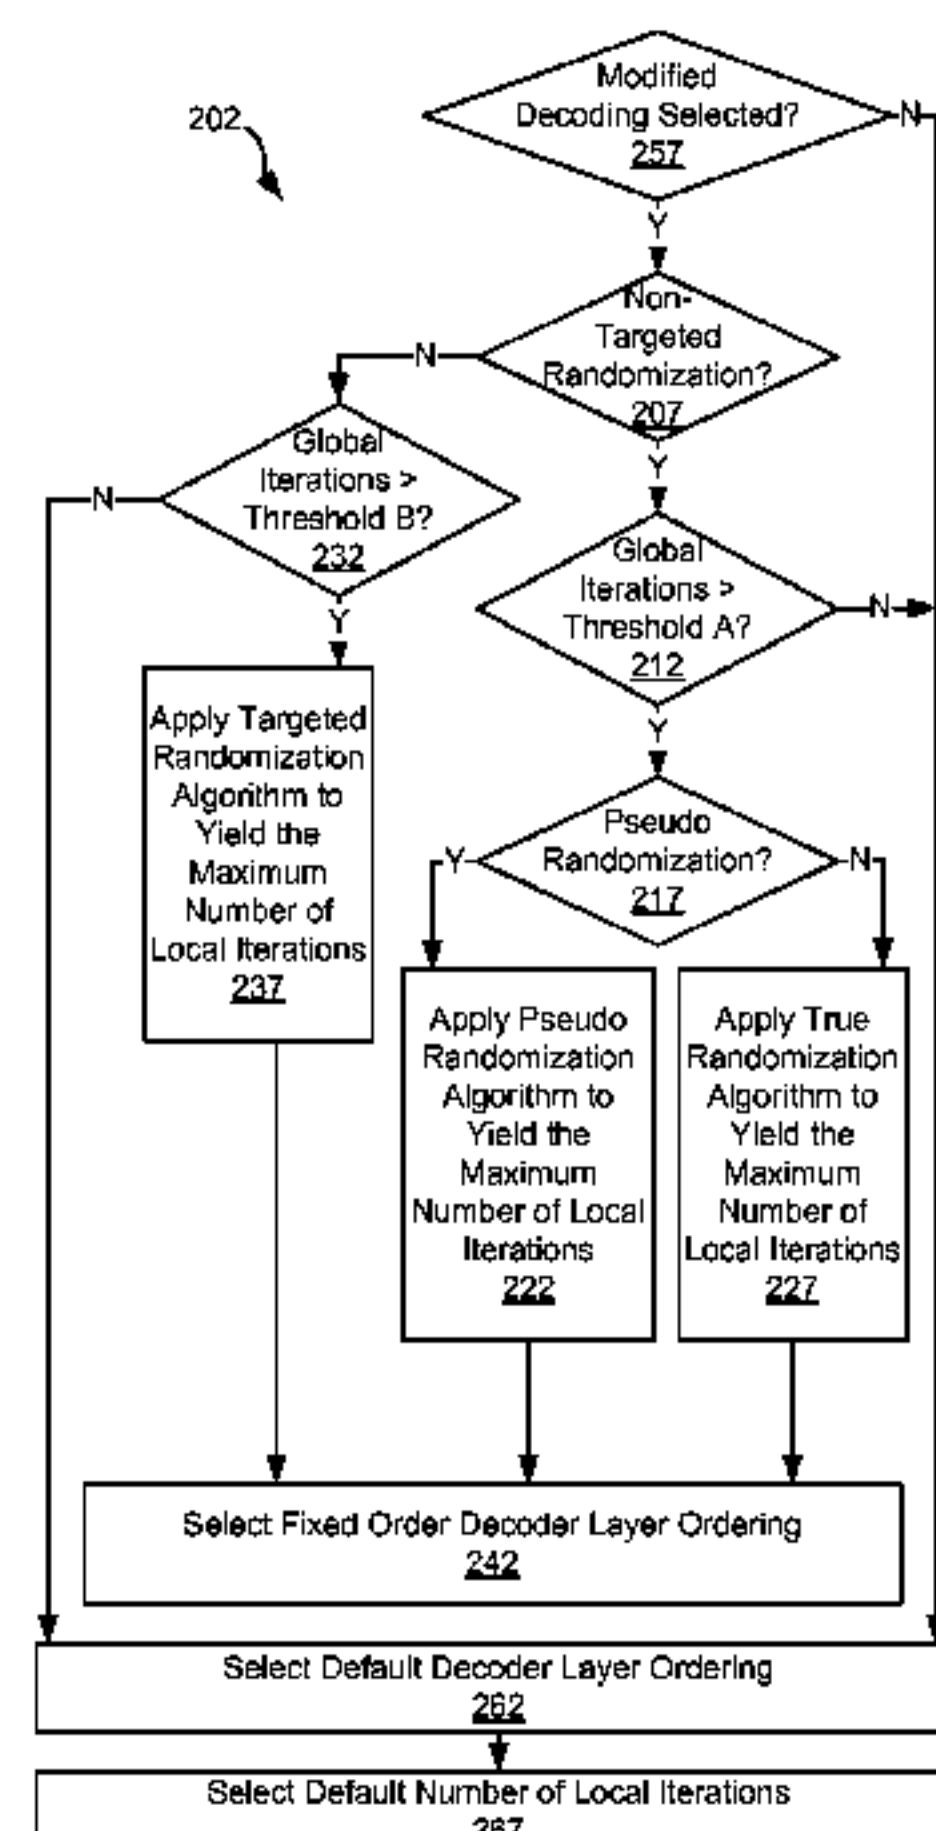 202
Modified
Decoding Selected?
257
N
Y
Non-
Targeted
Randomization?
207
N
Y
Global
Iterations >
Threshold B?
232
N
Y
Global
Iterations >
Threshold A?
212
N
Y
Apply Targeted
Randomization
Algorithm to
Yield the
Maximum
Number of
Local Iterations
237
Pseudo
Randomization?
217
Y
N
Apply Pseudo
Randomization
Algorithm to
Yield the
Maximum
Number of Local
Iterations
222
Apply True
Randomization
Algorithm to
Yield the
Maximum
Number of
Local Iterations
227
Select Fixed Order Decoder Layer Ordering
242
Select Default Decoder Layer Ordering
262
Select Default Number of Local Iterations
267